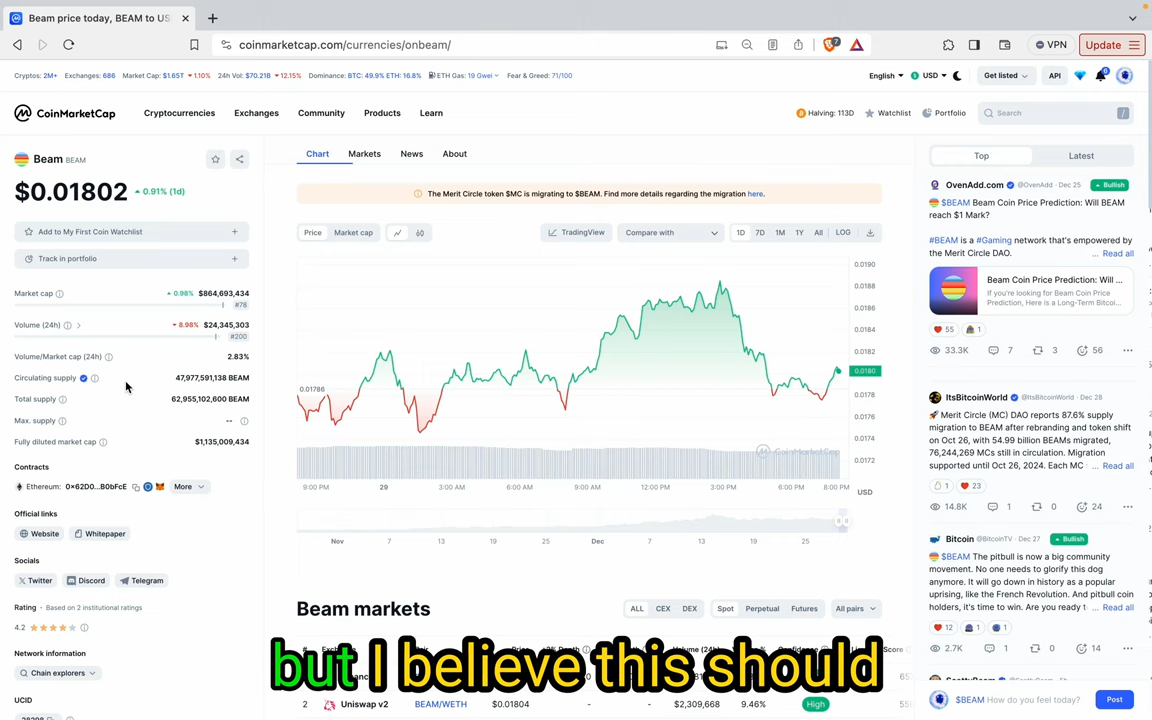 Beam price today, BEAM to US
coinmarketcap.com/currencies/onbeam/
7
VPN
Update
Cryptos: 2M+ Exchanges: 686 Market Cap: $1.65T 1.10% 24h Vol: $70.21B 12.15% Dominance: BTC: 49.9% ETH: 16.8% ETH Gas: 19 Gwei Fear & Greed: 71/100
English USD Get listed API
CoinMarketCap
Cryptocurrencies Exchanges Community Products Learn
Halving: 113D Watchlist Portfolio Search /
Beam BEAM
$0.01802 0.91% (1d)
Add to My First Coin Watchlist +
Track in portfolio +
Market cap 0.98% $864,693,434
#78
Volume (24h) 8.98% $24,345,303
#200
Volume/Market cap (24h) 2.83%
Circulating supply 47,977,591,138 BEAM
Total supply 62,955,102,600 BEAM
Max. supply --
Fully diluted market cap $1,135,009,434
Contracts
Ethereum: 0x62D0...B0bFcE More
Official links
Website Whitepaper
Socials
Twitter Discord Telegram
Rating · Based on 2 institutional ratings
4.2
Network information
Chain explorers
UCID
Chart Markets News About
The Merit Circle token $MC is migrating to $BEAM. Find more details regarding the migration here.
Price Market cap
TradingView Compare with 1D 7D 1M 1Y All LOG
0.0190
0.0188
0.0186
0.0184
0.0182
0.0180
0.0178
0.0176
0.0174
0.0172
0.01786
CoinMarketCap
9:00 PM 29 3:00 AM 6:00 AM 9:00 AM 12:00 PM 3:00 PM 6:00 PM 8:00 PM
USD
Nov 7 13 19 25 Dec 7 13 19 25
Beam markets
ALL CEX DEX Spot Perpetual Futures All pairs
but I believe this should
2 Uniswap v2 BEAM/WETH $0.01804 - - $2,309,668 9.46% High
Top Latest
OvenAdd.com @OvenAdd · Dec 25 Bullish
$BEAM Beam Coin Price Prediction: Will BEAM
reach $1 Mark?
#BEAM is a #Gaming network that's empowered by
the Merit Circle DAO. ... Read all
Beam Coin Price Prediction: Will ...
If you're looking for Beam Coin Price
Prediction, Here is a Long-Term Bitcoi...
55 1
33.3K 7 3 56
ItsBitcoinWorld @ItsBitcoinWorld · Dec 28
Merit Circle (MC) DAO reports 87.6% supply
migration to BEAM after rebranding and token shift
on Oct 26, with 54.99 billion BEAMs migrated,
76,244,269 MCs still in circulation. Migration
supported until Oct 26, 2024. Each MC ... Read all
1 23
14.8K 1 0 24
Bitcoin @BitcoinTV · Dec 27 Bullish
$BEAM The pitbull is now a big community
movement. No one needs to glorify this dog
anymore. It will go down in history as a popular
uprising, like the French Revolution. And pitbull coin
holders, it's time to win. Are you ready t ... Read all
12 1 1
2.7K 1 0 14
$BEAM How do you feel today? Post